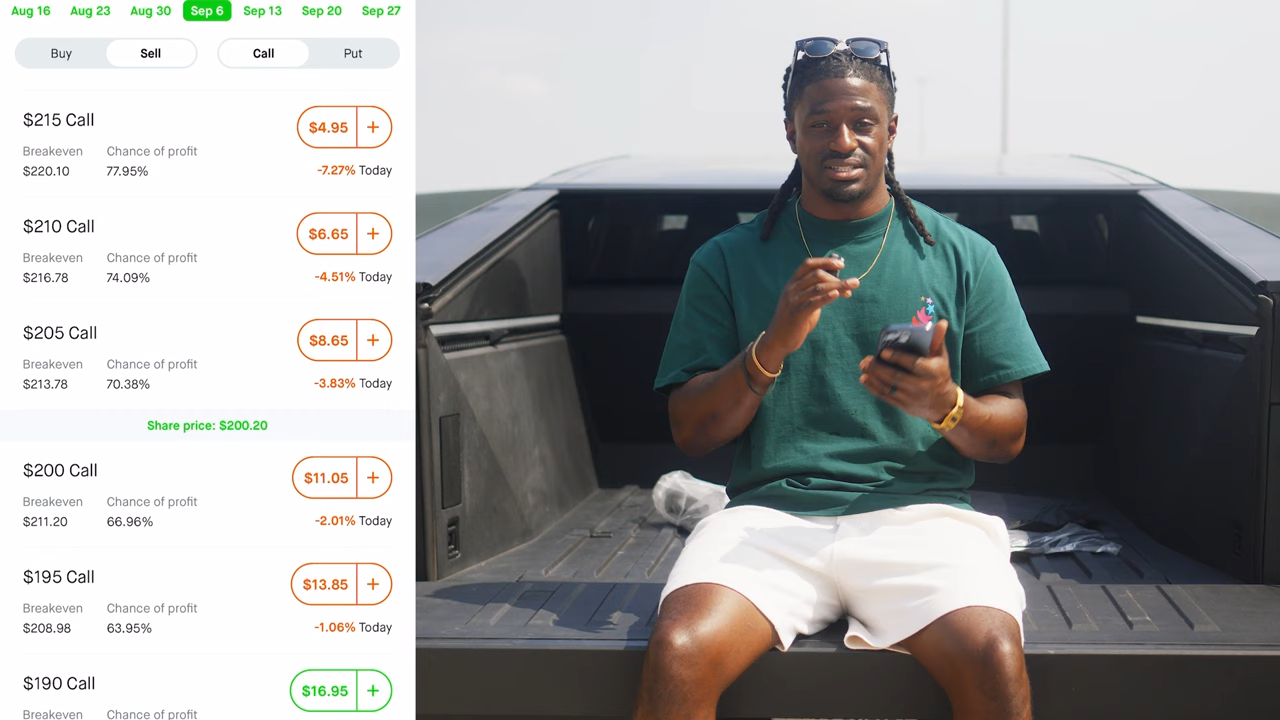 Aug 16 Aug 23 Aug 30 Sep 6 Sep 13 Sep 20 Sep 27
Buy Sell Call Put
$215 Call
$4.95 +
Breakeven Chance of profit
$220.10 77.95%
-7.27% Today
$210 Call
$6.65 +
Breakeven Chance of profit
$216.78 74.09%
-4.51% Today
$205 Call
$8.65 +
Breakeven Chance of profit
$213.78 70.38%
-3.83% Today
Share price: $200.20
$200 Call
$11.05 +
Breakeven Chance of profit
$211.20 66.96%
-2.01% Today
$195 Call
$13.85 +
Breakeven Chance of profit
$208.98 63.95%
-1.06% Today
$190 Call
$16.95 +
Breakeven Chance of profit